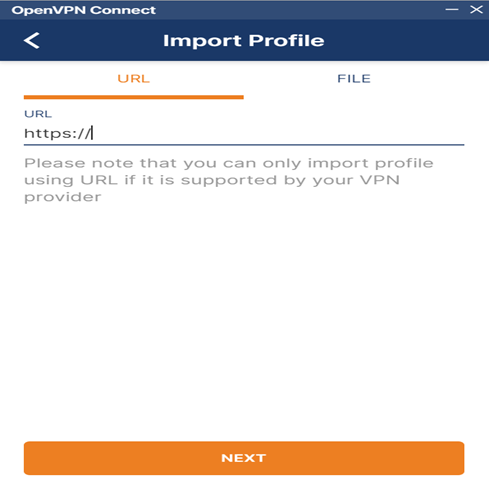 OpenVPN Connect
Import Profile
URL
FILE
URL
https://
Please note that you can only import profile
using URL if it is supported by your VPN
provider
NEXT